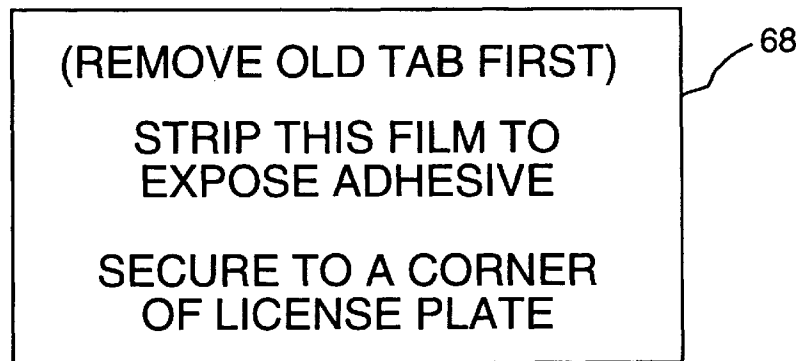 (REMOVE OLD TAB FIRST)
68
STRIP THIS FILM TO
EXPOSE ADHESIVE
SECURE TO A CORNER
OF LICENSE PLATE